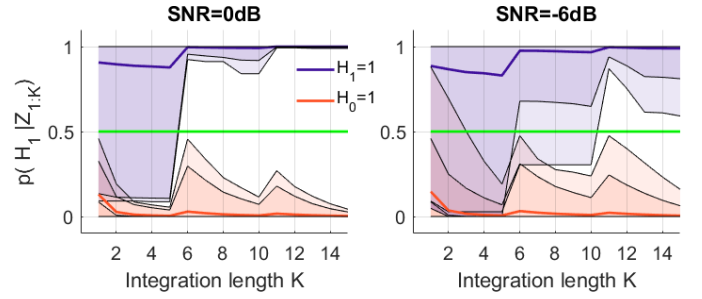 SNR=0dB
SNR=-6dB
p( H1 |Z1:K)
1
0.5
0
H1=1
H0=1
2 4 6 8 10 12 14
Integration length K
1
0.5
0
2 4 6 8 10 12 14
Integration length K